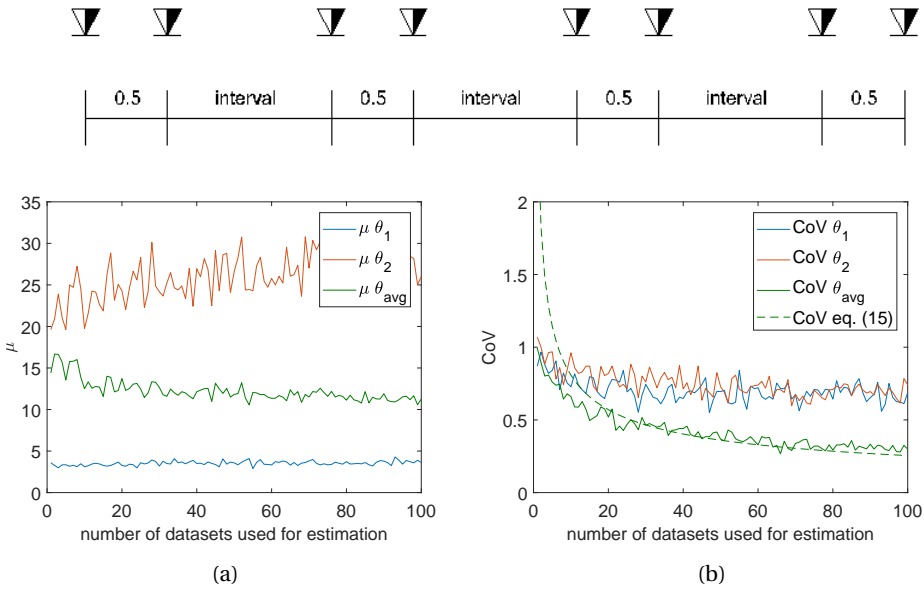 0.5 interval 0.5 interval 0.5 interval 0.5
35
30
25
20
15
10
5
0
μ
μ θ1
μ θ2
μ θavg
0 20 40 60 80 100
number of datasets used for estimation
(a)
2
1.5
1
0.5
0
CoV
CoV θ1
CoV θ2
CoV θavg
CoV eq. (15)
0 20 40 60 80 100
number of datasets used for estimation
(b)